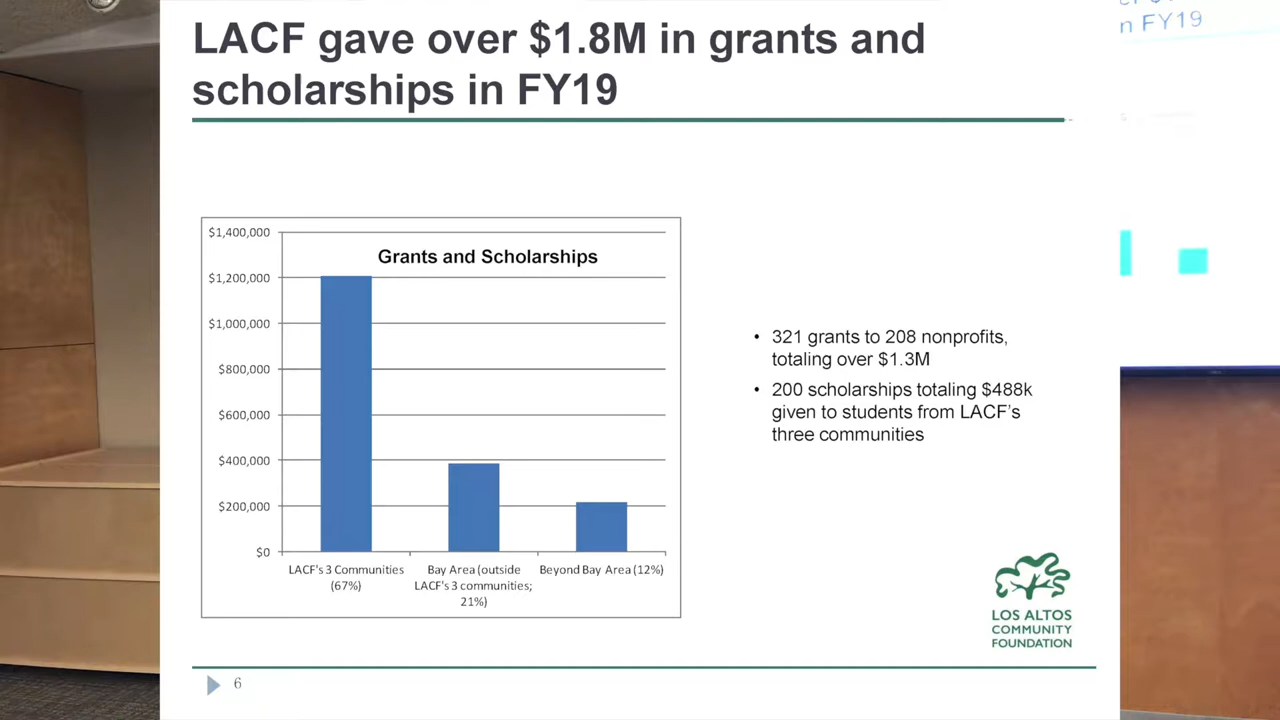 LACF gave over $1.8M in grants and
scholarships in FY19
n FY19
$1,400,000
Grants and Scholarships
$1,200,000
$1,000,000
$800,000
$600,000
$400,000
$200,000
$0
LACF's 3 Communities
(67%)
Bay Area (outside
LACF's 3 communities;
21%)
Beyond Bay Area (12%)
• 321 grants to 208 nonprofits,
totaling over $1.3M
• 200 scholarships totaling $488k
given to students from LACF's
three communities
LOS ALTOS
COMMUNITY
FOUNDATION
6